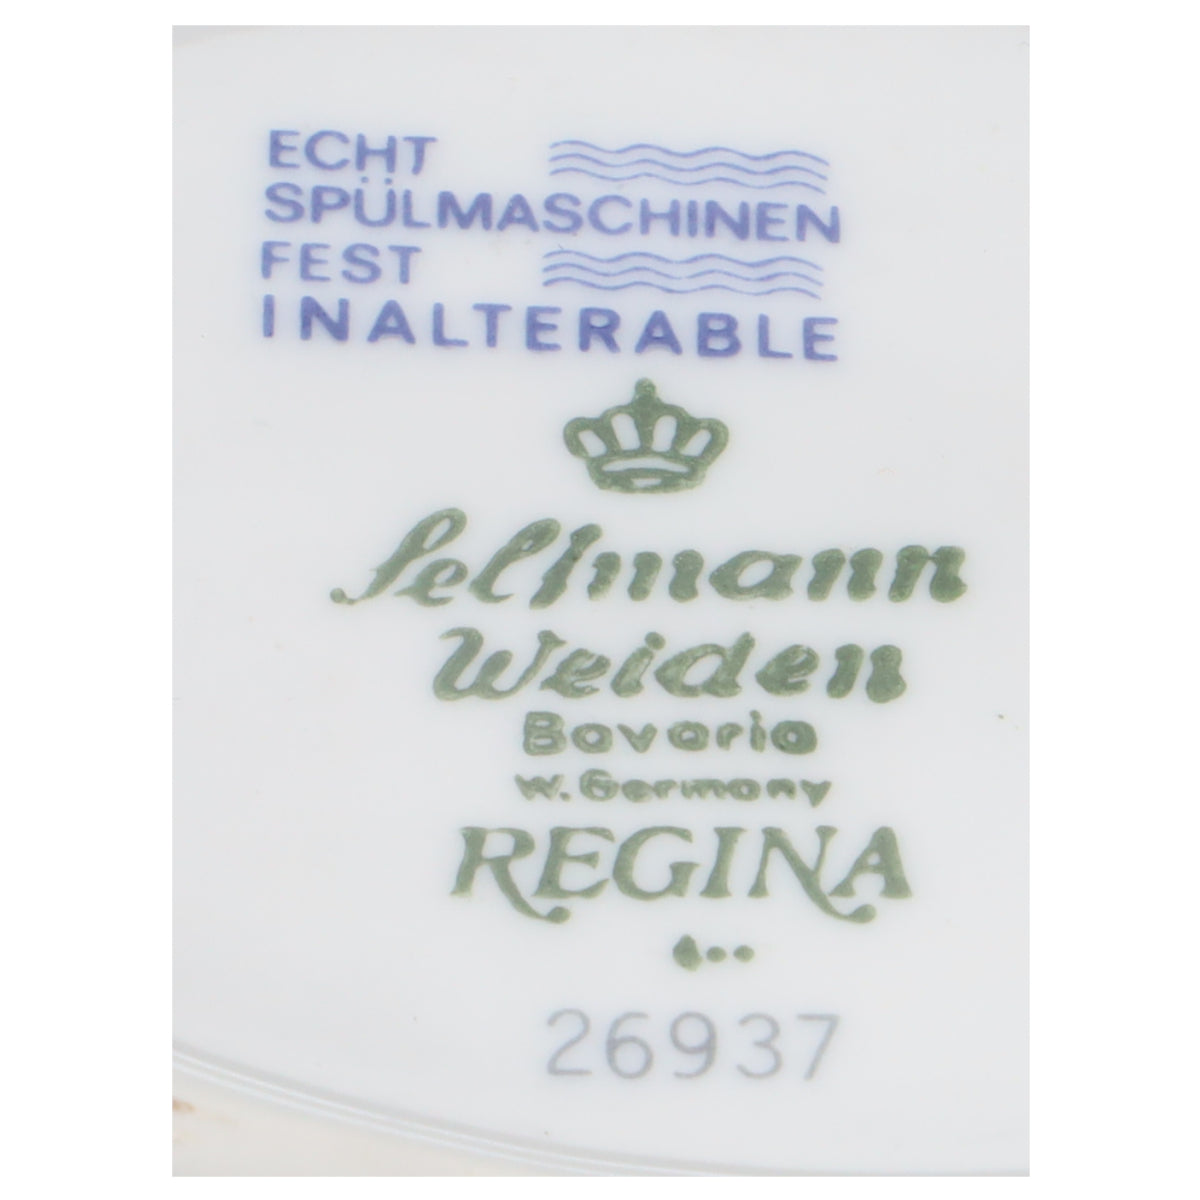 ECHT
SPÜLMASCHINEN
FEST
INALTERABLE
Seltmann
Weiden
Bavaria
W. Germany
REGINA
26937